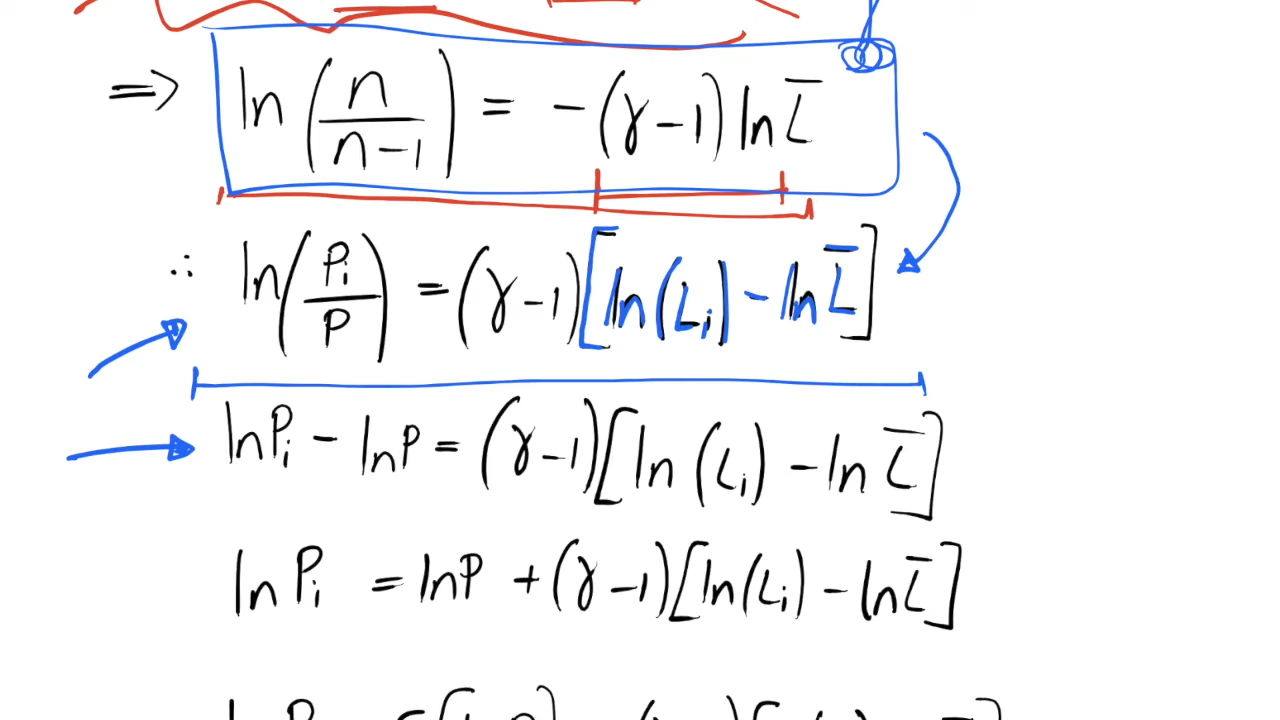 ⇒ ln(n/(n-1)) = -(γ-1) ln L̄
∴ ln(Pᵢ/P) = (γ-1)[ln(Lᵢ) - ln L̄]
ln Pᵢ - ln P = (γ-1)[ln(Lᵢ) - ln L̄]
ln Pᵢ = ln P + (γ-1)[ln(Lᵢ) - ln L̄]